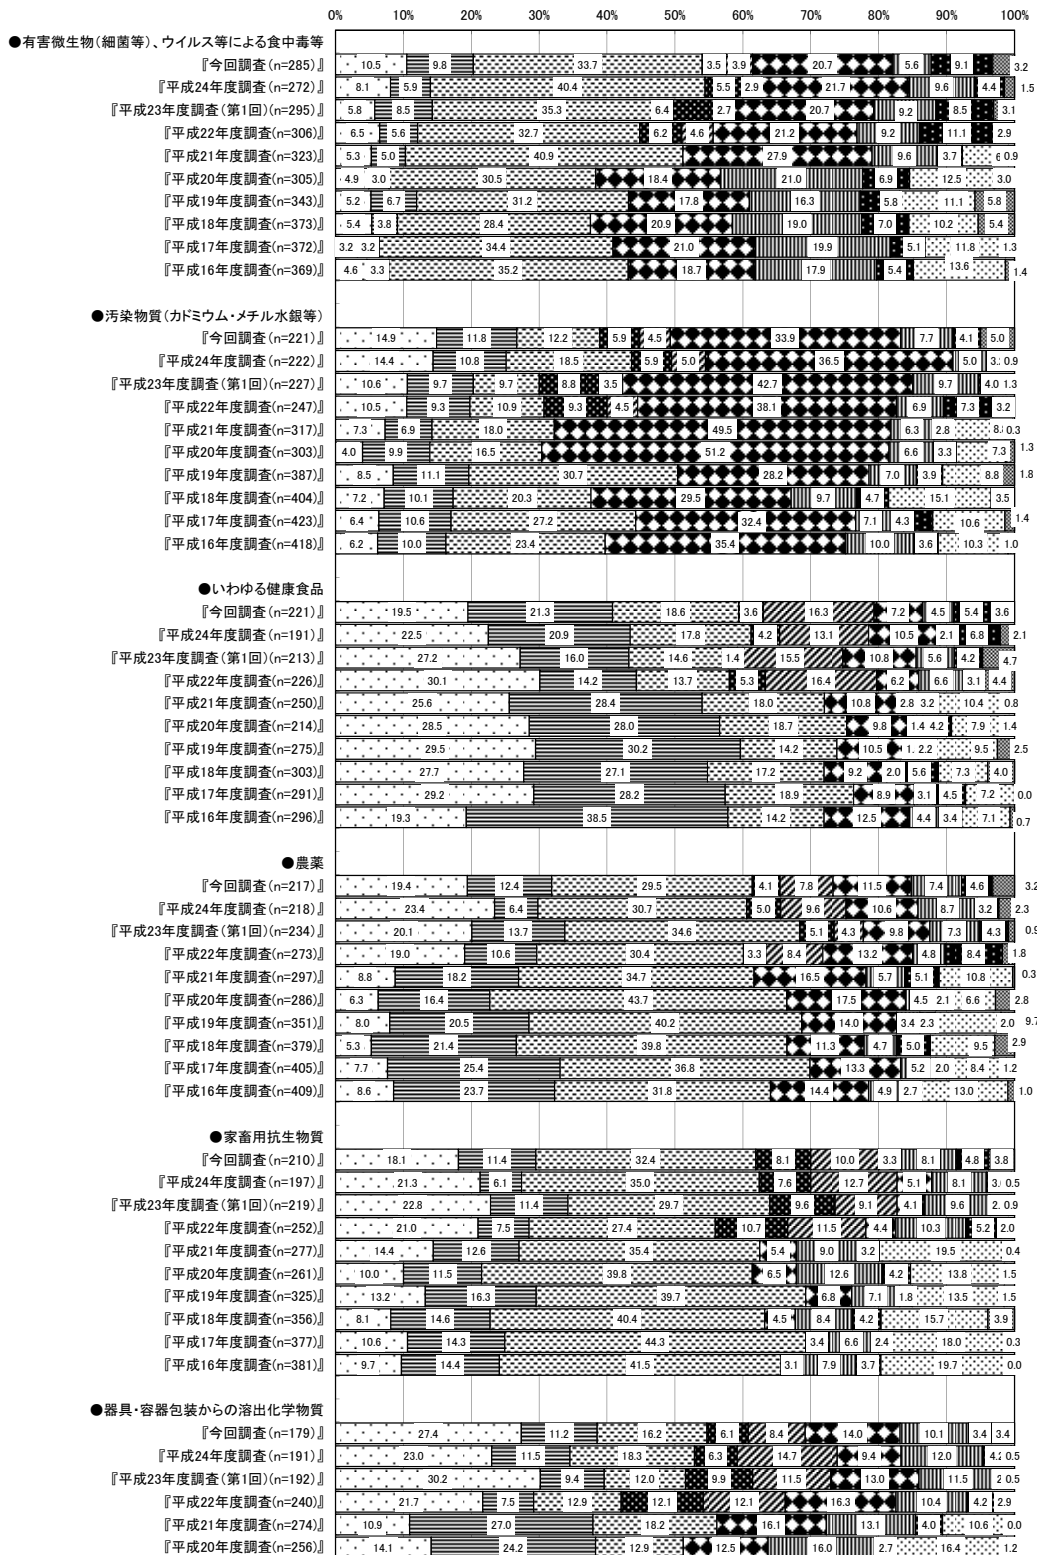 0% 10% 20% 30% 40% 50% 60% 70% 80% 90% 100%
●有害微生物(細菌等)、ウイルス等による食中毒等
『今回調査(n=285)』 10.5 9.8 33.7 3.5 3.9 20.7 5.6 9.1 3.2
『平成24年度調査(n=272)』 8.1 5.9 40.4 5.5 2.9 21.7 9.6 4.4 1.5
『平成23年度調査(第1回)(n=295)』 5.8 8.5 35.3 6.4 2.7 20.7 9.2 8.5 3.1
『平成22年度調査(n=306)』 6.5 5.6 32.7 6.2 4.6 21.2 9.2 11.1 2.9
『平成21年度調査(n=323)』 5.3 5.0 40.9 27.9 9.6 3.7 0.9
『平成20年度調査(n=305)』 4.9 3.0 30.5 18.4 21.0 6.9 12.5 3.0
『平成19年度調査(n=343)』 5.2 6.7 31.2 17.8 16.3 5.8 11.1 5.8
『平成18年度調査(n=373)』 5.4 3.8 28.4 20.9 19.0 7.0 10.2 5.4
『平成17年度調査(n=372)』 3.2 3.2 34.4 21.0 19.9 5.1 11.8 1.3
『平成16年度調査(n=369)』 4.6 3.3 35.2 18.7 17.9 5.4 13.6 1.4
●汚染物質(カドミウム・メチル水銀等)
『今回調査(n=221)』 14.9 11.8 12.2 5.9 4.5 33.9 7.7 4.1 5.0
『平成24年度調査(n=222)』 14.4 10.8 18.5 5.9 5.0 36.5 5.0 0.9
『平成23年度調査(第1回)(n=227)』 10.6 9.7 9.7 8.8 3.5 42.7 9.7 4.0 1.3
『平成22年度調査(n=247)』 10.5 9.3 10.9 9.3 4.5 38.1 6.9 7.3 3.2
『平成21年度調査(n=317)』 7.3 6.9 18.0 49.5 6.3 2.8 0.3
『平成20年度調査(n=303)』 4.0 9.9 16.5 51.2 6.6 3.3 7.3 1.3
『平成19年度調査(n=387)』 8.5 11.1 30.7 28.2 7.0 3.9 8.8 1.8
『平成18年度調査(n=404)』 7.2 10.1 20.3 29.5 9.7 4.7 15.1 3.5
『平成17年度調査(n=423)』 6.4 10.6 27.2 32.4 7.1 4.3 10.6 1.4
『平成16年度調査(n=418)』 6.2 10.0 23.4 35.4 10.0 3.6 10.3 1.0
●いわゆる健康食品
『今回調査(n=221)』 19.5 21.3 18.6 3.6 16.3 7.2 4.5 5.4 3.6
『平成24年度調査(n=191)』 22.5 20.9 17.8 4.2 13.1 10.5 2.1 6.8 2.1
『平成23年度調査(第1回)(n=213)』 27.2 16.0 14.6 1.4 15.5 10.8 5.6 4.2 4.7
『平成22年度調査(n=226)』 30.1 14.2 13.7 5.3 16.4 6.2 6.6 3.1 4.4
『平成21年度調査(n=250)』 25.6 28.4 18.0 10.8 2.8 3.2 10.4 0.8
『平成20年度調査(n=214)』 28.5 28.0 18.7 9.8 1.4 4.2 7.9 1.4
『平成19年度調査(n=275)』 29.5 30.2 14.2 10.5 2.2 9.5 2.5
『平成18年度調査(n=303)』 27.7 27.1 17.2 9.2 2.0 5.6 7.3 4.0
『平成17年度調査(n=291)』 29.2 28.2 18.9 8.9 3.1 4.5 7.2 0.0
『平成16年度調査(n=296)』 19.3 38.5 14.2 12.5 4.4 3.4 7.1 0.7
●農薬
『今回調査(n=217)』 19.4 12.4 29.5 4.1 7.8 11.5 7.4 4.6 3.2
『平成24年度調査(n=218)』 23.4 6.4 30.7 5.0 9.6 10.6 8.7 3.2 2.3
『平成23年度調査(第1回)(n=234)』 20.1 13.7 34.6 5.1 4.3 9.8 7.3 4.3 0.9
『平成22年度調査(n=273)』 19.0 10.6 30.4 3.3 8.4 13.2 4.8 8.4 1.8
『平成21年度調査(n=297)』 8.8 18.2 34.7 16.5 5.7 5.1 10.8 0.3
『平成20年度調査(n=286)』 6.3 16.4 43.7 17.5 4.5 2.1 6.6 2.8
『平成19年度調査(n=351)』 8.0 20.5 40.2 14.0 3.4 2.3 2.0 9.7
『平成18年度調査(n=379)』 5.3 21.4 39.8 11.3 4.7 5.0 9.5 2.9
『平成17年度調査(n=405)』 7.7 25.4 36.8 13.3 5.2 2.0 8.4 1.2
『平成16年度調査(n=409)』 8.6 23.7 31.8 14.4 4.9 2.7 13.0 1.0
●家畜用抗生物質
『今回調査(n=210)』 18.1 11.4 32.4 8.1 10.0 3.3 8.1 4.8 3.8
『平成24年度調査(n=197)』 21.3 6.1 35.0 7.6 12.7 5.1 8.1 0.5
『平成23年度調査(第1回)(n=219)』 22.8 11.4 29.7 9.6 9.1 4.1 9.6 0.9
『平成22年度調査(n=252)』 21.0 7.5 27.4 10.7 11.5 4.4 10.3 5.2 2.0
『平成21年度調査(n=277)』 14.4 12.6 35.4 5.4 9.0 3.2 19.5 0.4
『平成20年度調査(n=261)』 10.0 11.5 39.8 6.5 12.6 4.2 13.8 1.5
『平成19年度調査(n=325)』 13.2 16.3 39.7 6.8 7.1 1.8 13.5 1.5
『平成18年度調査(n=356)』 8.1 14.6 40.4 4.5 8.4 4.2 15.7 3.9
『平成17年度調査(n=377)』 10.6 14.3 44.3 3.4 6.6 2.4 18.0 0.3
『平成16年度調査(n=381)』 9.7 14.4 41.5 3.1 7.9 3.7 19.7 0.0
●器具・容器包装からの溶出化学物質
『今回調査(n=179)』 27.4 11.2 16.2 6.1 8.4 14.0 10.1 3.4 3.4
『平成24年度調査(n=191)』 23.0 11.5 18.3 6.3 14.7 9.4 12.0 0.5
『平成23年度調査(第1回)(n=192)』 30.2 9.4 12.0 9.9 11.5 13.0 11.5 0.5
『平成22年度調査(n=240)』 21.7 7.5 12.9 12.1 12.1 16.3 10.4 4.2 2.9
『平成21年度調査(n=274)』 10.9 27.0 18.2 16.1 13.1 4.0 10.6 0.0
『平成20年度調査(n=256)』 14.1 24.2 12.9 12.5 16.0 2.7 16.4 1.2